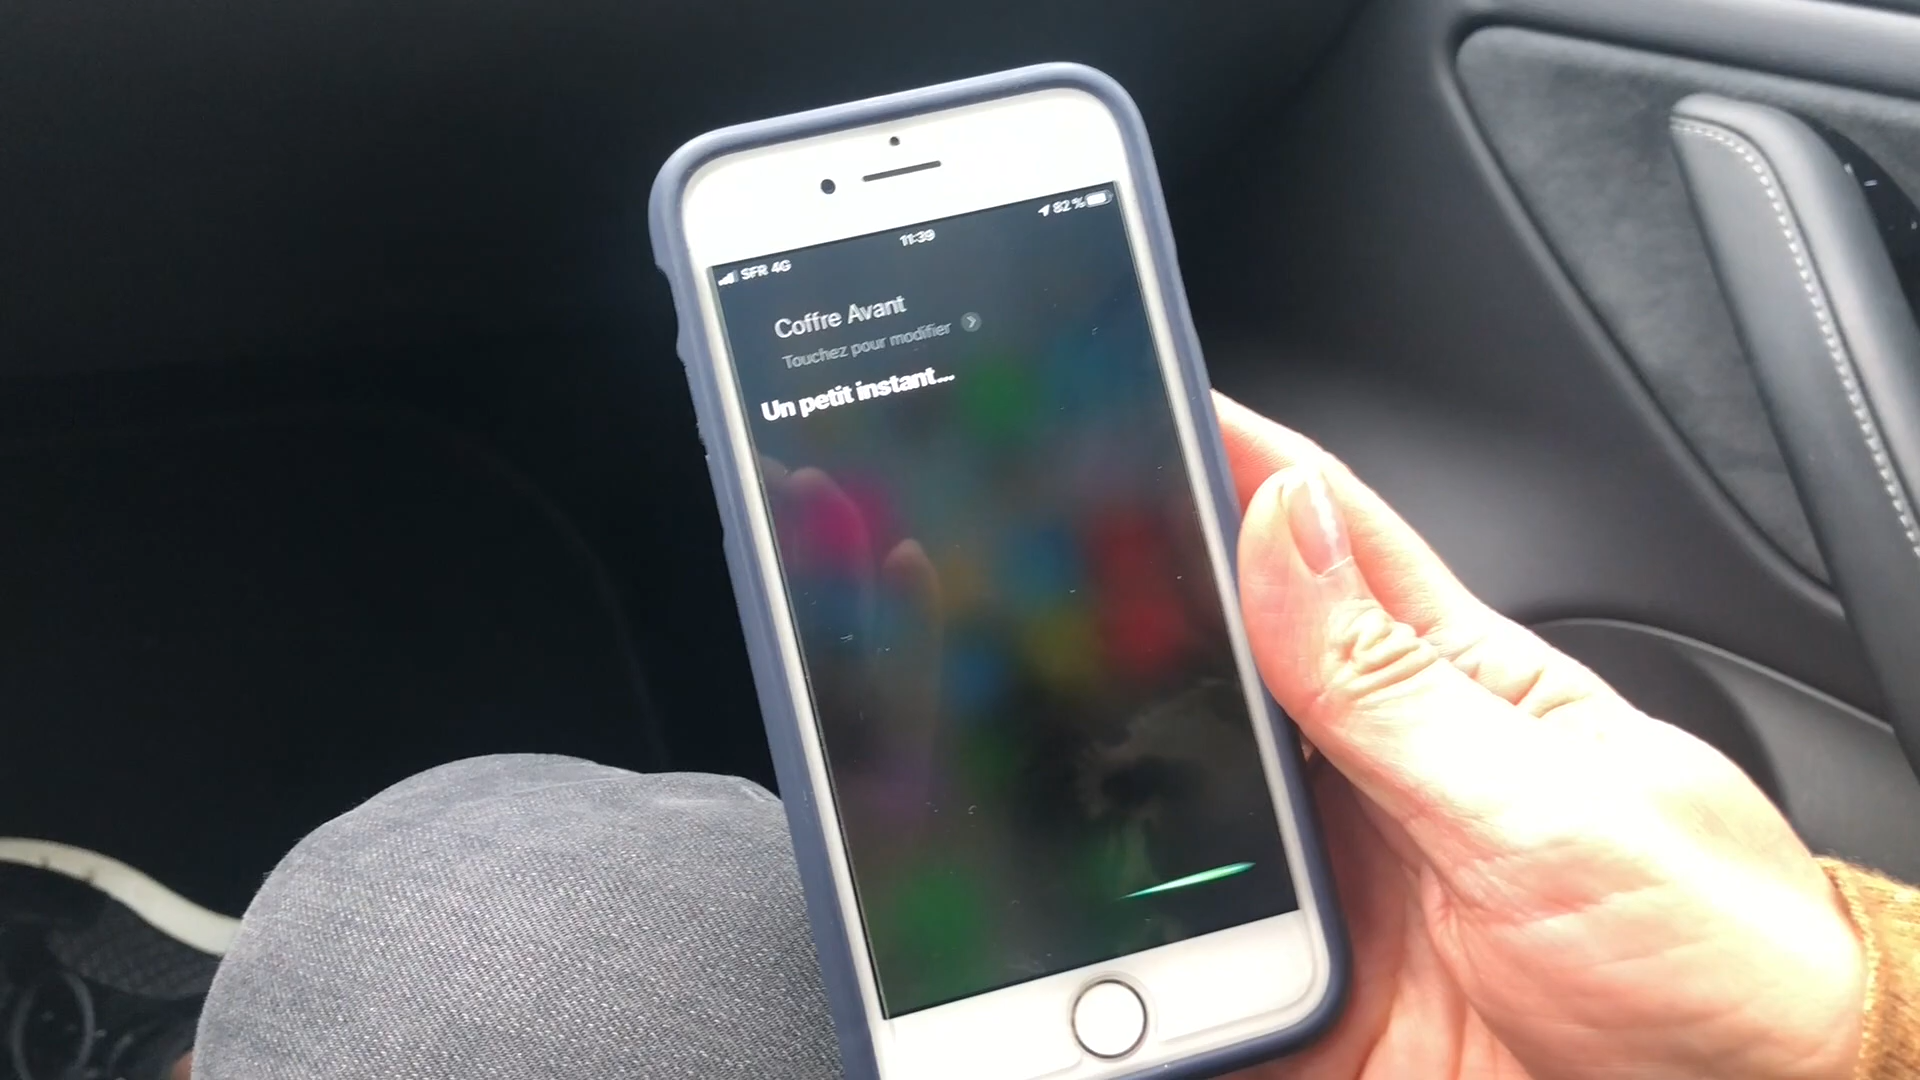 82 %
11:39
SFR 4G
Coffre Avant
Touchez pour modifier
Un petit instant...